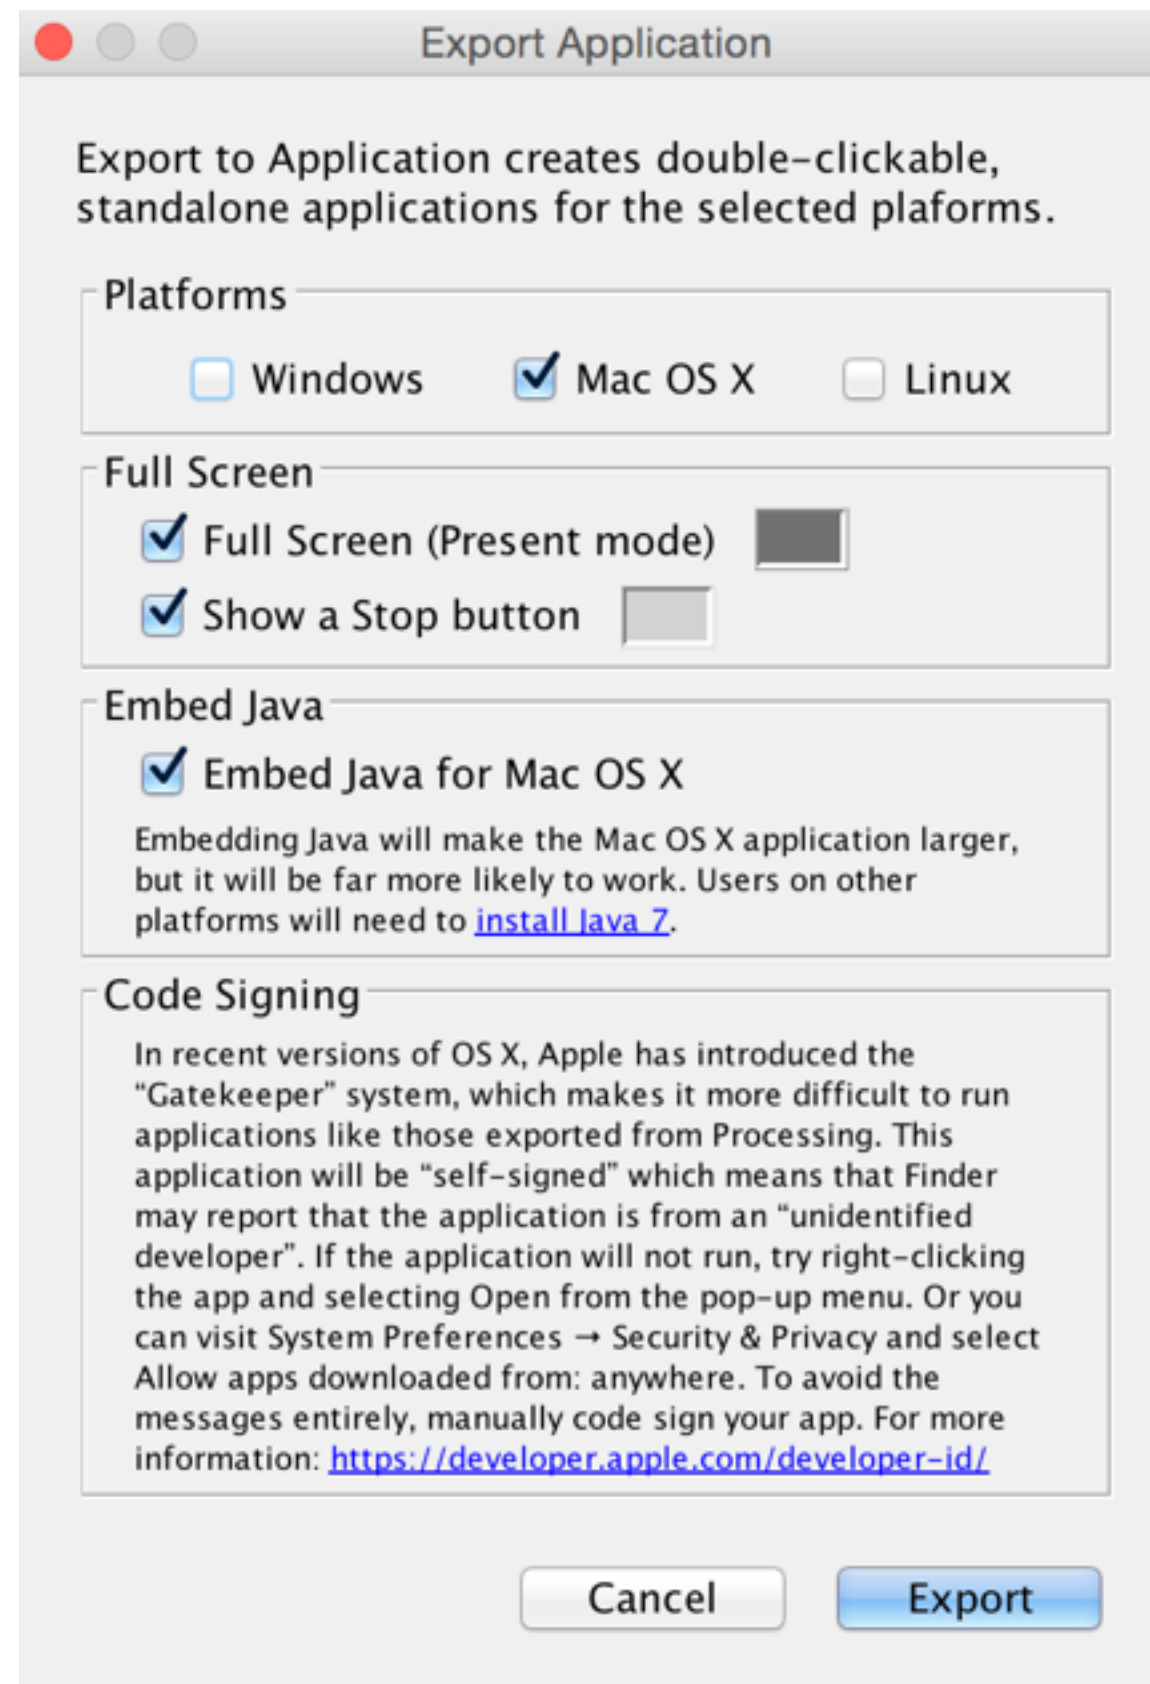 Export Application
Export to Application creates double-clickable,
standalone applications for the selected plaforms.
Platforms
Windows
Mac OS X
Linux
Full Screen
Full Screen (Present mode)
Show a Stop button
Embed Java
Embed Java for Mac OS X
Embedding Java will make the Mac OS X application larger,
but it will be far more likely to work. Users on other
platforms will need to install Java 7.
Code Signing
In recent versions of OS X, Apple has introduced the
“Gatekeeper” system, which makes it more difficult to run
applications like those exported from Processing. This
application will be “self-signed” which means that Finder
may report that the application is from an “unidentified
developer”. If the application will not run, try right-clicking
the app and selecting Open from the pop-up menu. Or you
can visit System Preferences → Security & Privacy and select
Allow apps downloaded from: anywhere. To avoid the
messages entirely, manually code sign your app. For more
information: https://developer.apple.com/developer-id/
Cancel
Export